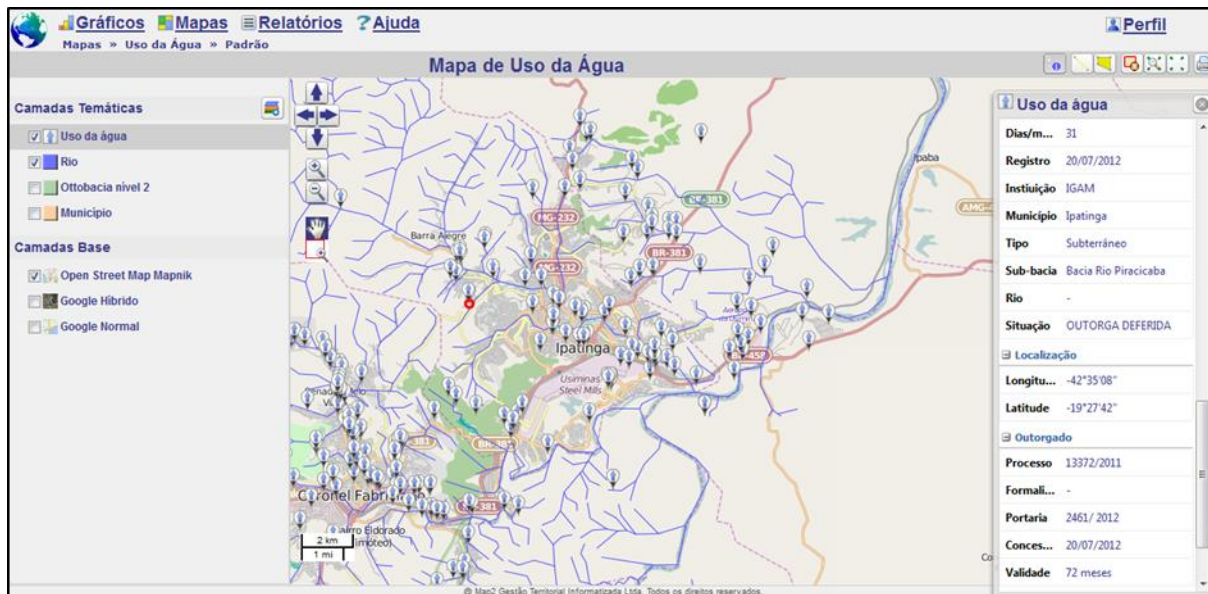 Gráficos Mapas Relatórios Ajuda Perfil
Mapas » Uso da Água » Padrão
Mapa de Uso da Água
Camadas Temáticas
Uso da água
Rio
Ottobacia nível 2
Município
Camadas Base
Open Street Map Mapnik
Google Híbrido
Google Normal
Ipaba
BR-381
AMG-
MG-232
Barra Alegre
BR-381
MG-232
Ipatinga
Usiminas
Steel Mills
BR-381
Coronel
2 km
1 mi
Uso da água
Dias/m... 31
Registro 20/07/2012
Instiuição IGAM
Município Ipatinga
Tipo Subterrâneo
Sub-bacia Bacia Rio Piracicaba
Rio -
Situação OUTORGA DEFERIDA
Localização
Longitu... -42°35'08"
Latitude -19°27'42"
Outorgado
Processo 13372/2011
Formali... -
Portaria 2461/ 2012
Conces... 20/07/2012
Validade 72 meses
@ Map2 Gestão Territorial Informatizada Ltda. Todos os direitos reservados.